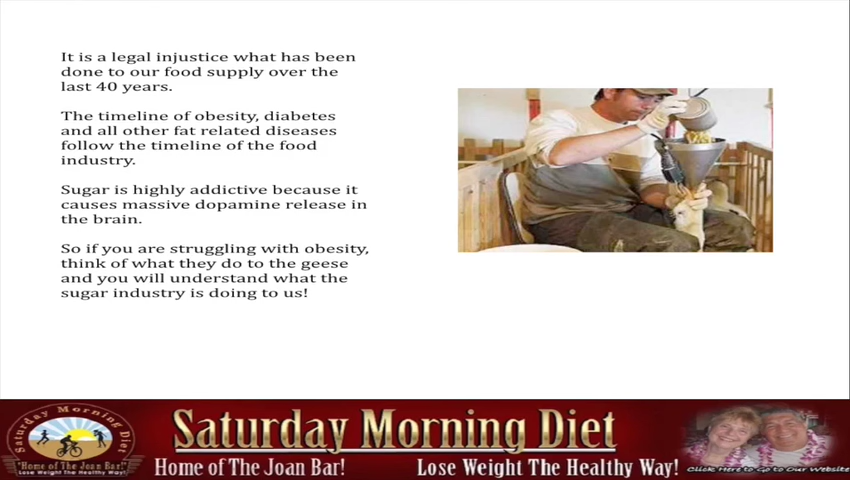 It is a legal injustice what has been
done to our food supply over the
last 40 years.
The timeline of obesity, diabetes
and all other fat related diseases
follow the timeline of the food
industry.
Sugar is highly addictive because it
causes massive dopamine release in
the brain.
So if you are struggling with obesity,
think of what they do to the geese
and you will understand what the
sugar industry is doing to us!
Saturday Morning Diet
"Home of The Joan Bar!"
Lose Weight The Healthy Way!
Saturday Morning Diet
Home of The Joan Bar!
Lose Weight The Healthy Way!
Click Here to Go to Our Website